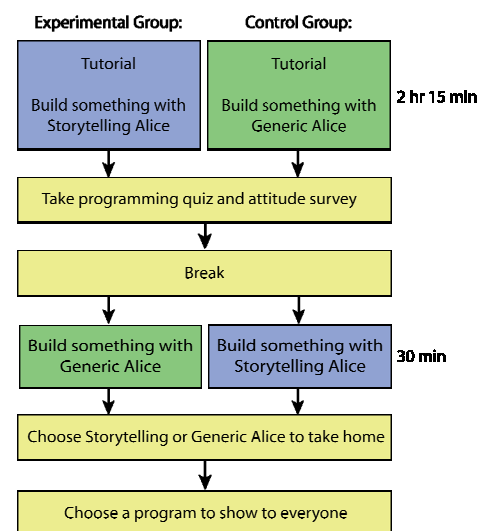 Experimental Group:
Control Group:
Tutorial
Build something with
Storytelling Alice
Tutorial
Build something with
Generic Alice
2 hr 15 min
Take programming quiz and attitude survey
Break
Build something with
Generic Alice
Build something with
Storytelling Alice
30 min
Choose Storytelling or Generic Alice to take home
Choose a program to show to everyone